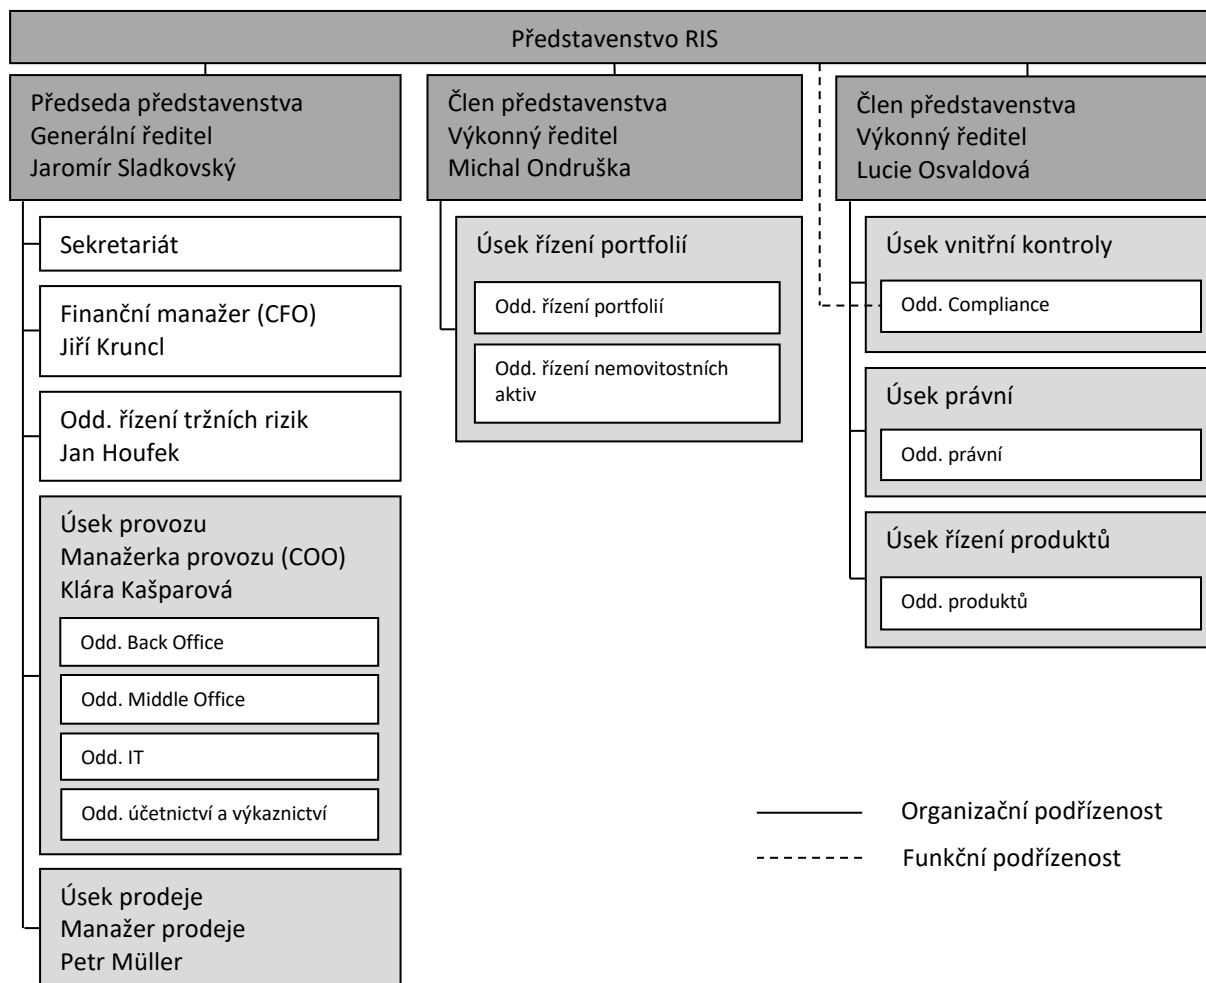 Představenstvo RIS
Předseda představenstva
Generální ředitel
Jaromír Sladkovský
Sekretariát
Finanční manažer (CFO)
Jiří Kruncl
Odd. řízení tržních rizik
Jan Houfek
Úsek provozu
Manažerka provozu (COO)
Klára Kašparová
Odd. Back Office
Odd. Middle Office
Odd. IT
Odd. účetnictví a výkaznictví
Úsek prodeje
Manažer prodeje
Petr Müller
Člen představenstva
Výkonný ředitel
Michal Ondruška
Úsek řízení portfolií
Odd. řízení portfolií
Odd. řízení nemovitostních
aktiv
Člen představenstva
Výkonný ředitel
Lucie Osvaldová
Úsek vnitřní kontroly
Odd. Compliance
Úsek právní
Odd. právní
Úsek řízení produktů
Odd. produktů
Organizační podřízenost
Funkční podřízenost